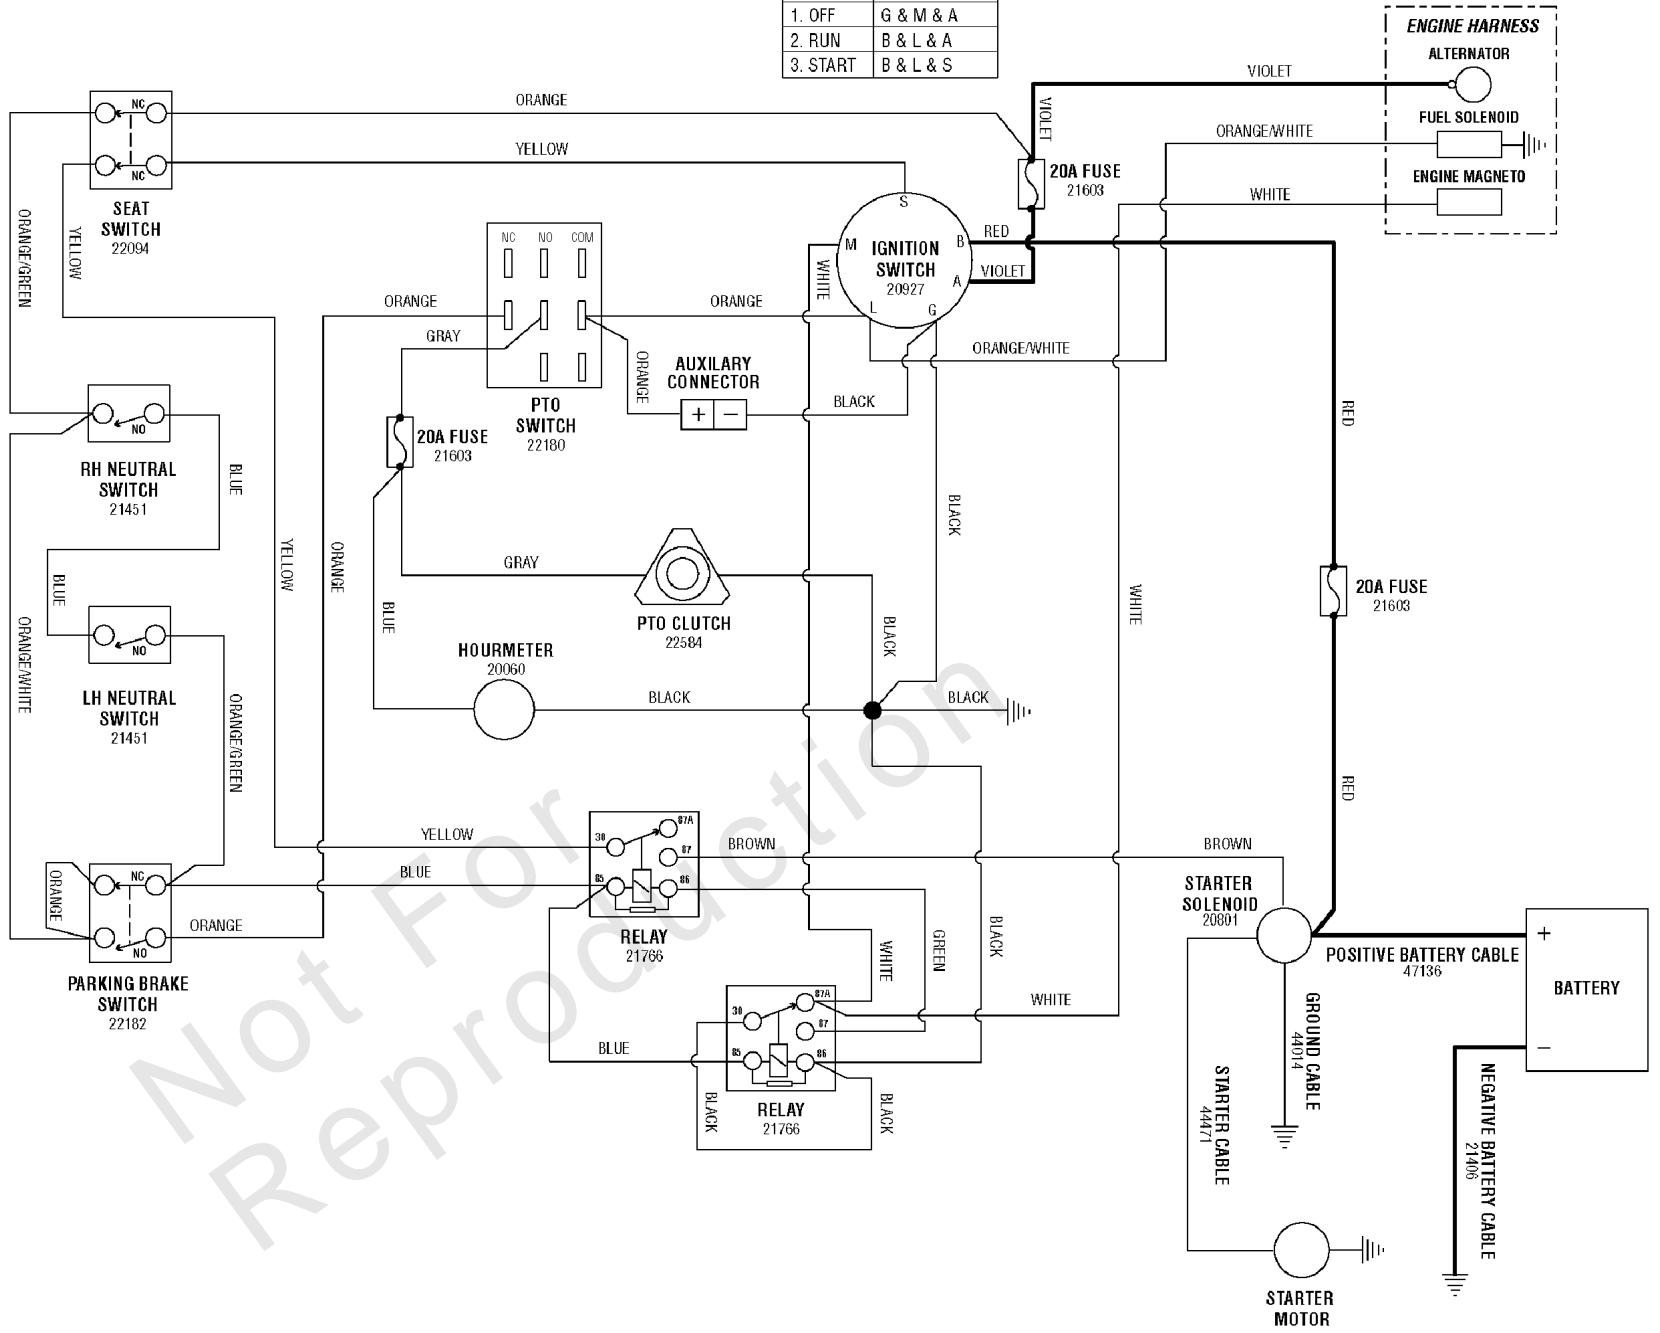 1. OFF G & M & A
2. RUN B & L & A
3. START B & L & S
ENGINE HARNESS
ALTERNATOR
VIOLET
VIOLET
FUEL SOLENOID
ORANGE/WHITE
ENGINE MAGNETO
WHITE
ORANGE
NC
YELLOW
NC
SEAT
SWITCH
22094
ORANGE/GREEN
YELLOW
20A FUSE
21603
S
M
B
RED
IGNITION
SWITCH
20927
A
VIOLET
L
G
WHITE
NC NO COM
ORANGE
GRAY
ORANGE
ORANGE
PTO
SWITCH
22180
AUXILARY
CONNECTOR
+ −
BLACK
ORANGE/WHITE
RED
20A FUSE
21603
NO
RH NEUTRAL
SWITCH
21451
BLUE
YELLOW
ORANGE
BLACK
GRAY
PTO CLUTCH
22584
BLUE
BLUE
BLACK
WHITE
20A FUSE
21603
NO
LH NEUTRAL
SWITCH
21451
ORANGE/WHITE
ORANGE/GREEN
HOURMETER
20060
BLACK
BLACK
RED
YELLOW
30
87A
87
85
86
BROWN
BROWN
BLUE
RELAY
21766
NC
ORANGE
NO
ORANGE
PARKING BRAKE
SWITCH
22182
WHITE
GREEN
BLACK
STARTER
SOLENOID
20801
POSITIVE BATTERY CABLE
47136
+
BATTERY
−
30
87A
87
85
86
WHITE
BLUE
BLACK
BLACK
RELAY
21766
GROUND CABLE
44014
STARTER CABLE
44471
NEGATIVE BATTERY CABLE
21406
STARTER
MOTOR
Not For
Reproduction